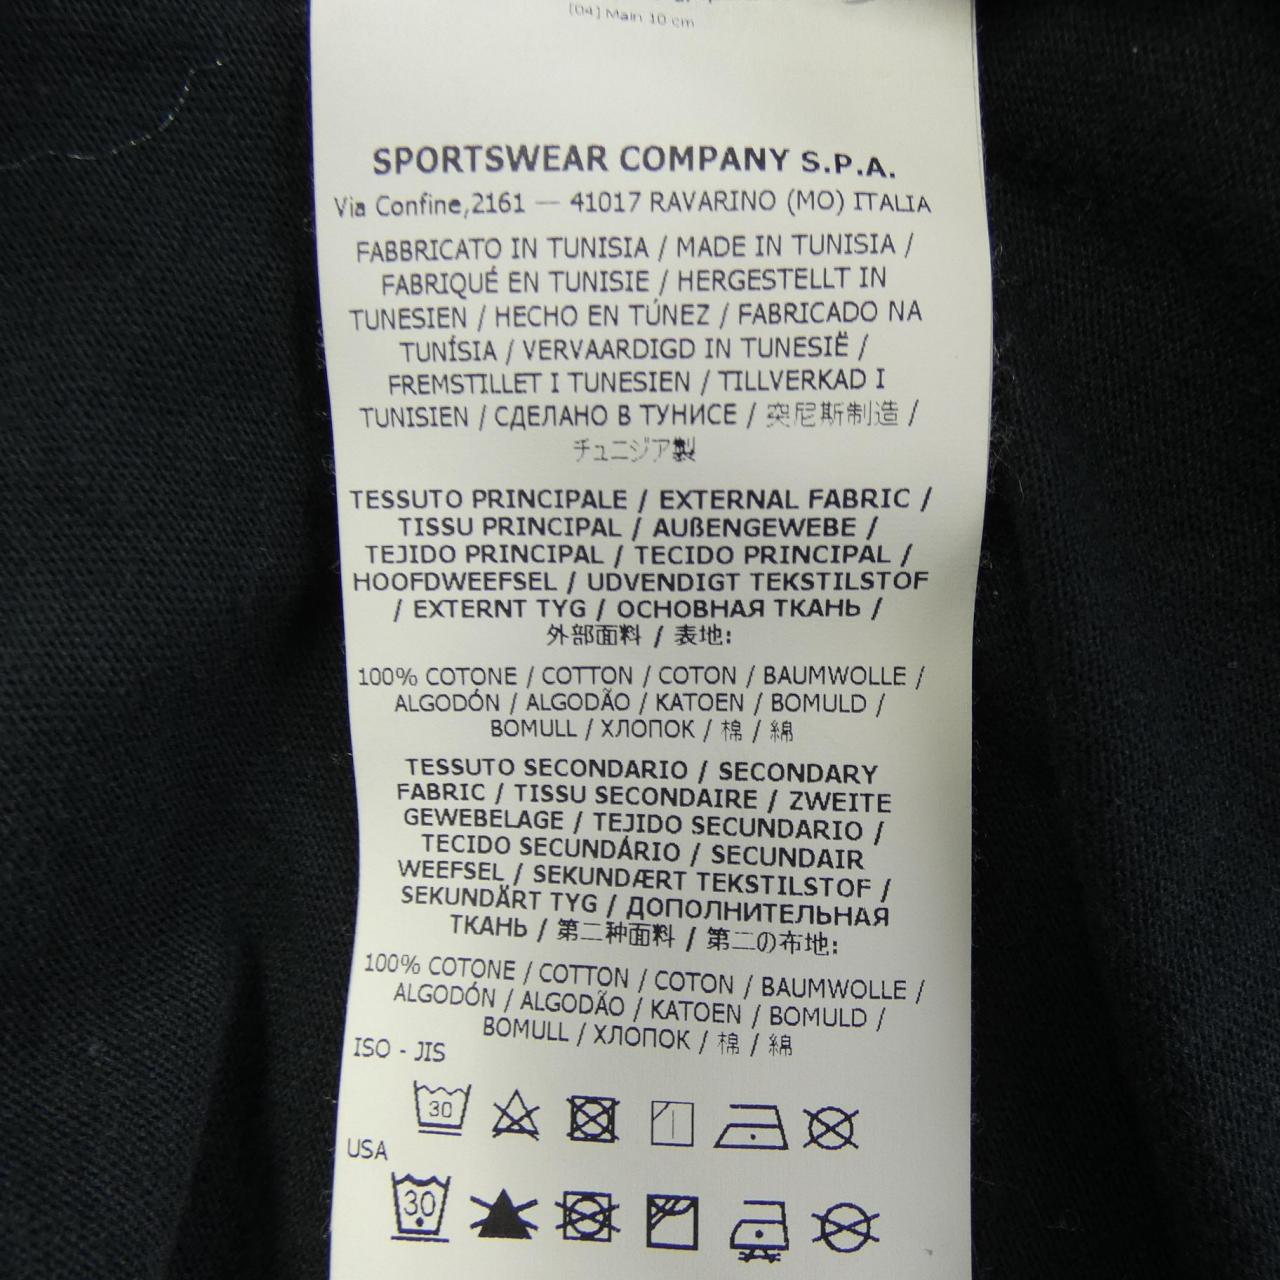 [04] Main 10 cm
SPORTSWEAR COMPANY S.P.A.
Via Confine,2161 — 41017 RAVARINO (MO) ITALIA
FABBRICATO IN TUNISIA / MADE IN TUNISIA /
FABRIQUÉ EN TUNISIE / HERGESTELLT IN
TUNESIEN / HECHO EN TÚNEZ / FABRICADO NA
TUNÍSIA / VERVAARDIGD IN TUNESIË /
FREMSTILLET I TUNESIEN / TILLVERKAD I
TUNISIEN / СДЕЛАНО В ТУНИСЕ / 突尼斯制造 /
チュニジア製
TESSUTO PRINCIPALE / EXTERNAL FABRIC /
TISSU PRINCIPAL / AUßENGEWEBE /
TEJIDO PRINCIPAL / TECIDO PRINCIPAL /
HOOFDWEEFSEL / UDVENDIGT TEKSTILSTOF
/ EXTERNT TYG / ОСНОВНАЯ ТКАНЬ /
外部面料 / 表地:
100% COTONE / COTTON / COTON / BAUMWOLLE /
ALGODÓN / ALGODÃO / KATOEN / BOMULD /
BOMULL / ХЛОПОК / 棉 / 綿
TESSUTO SECONDARIO / SECONDARY
FABRIC / TISSU SECONDAIRE / ZWEITE
GEWEBELAGE / TEJIDO SECUNDARIO /
TECIDO SECUNDÁRIO / SECUNDAIR
WEEFSEL / SEKUNDÆRT TEKSTILSTOF /
SEKUNDÄRT TYG / ДОПОЛНИТЕЛЬНАЯ
ТКАНЬ / 第二种面料 / 第二の布地:
100% COTONE / COTTON / COTON / BAUMWOLLE /
ALGODÓN / ALGODÃO / KATOEN / BOMULD /
BOMULL / ХЛОПОК / 棉 / 綿
ISO - JIS
30
USA
30